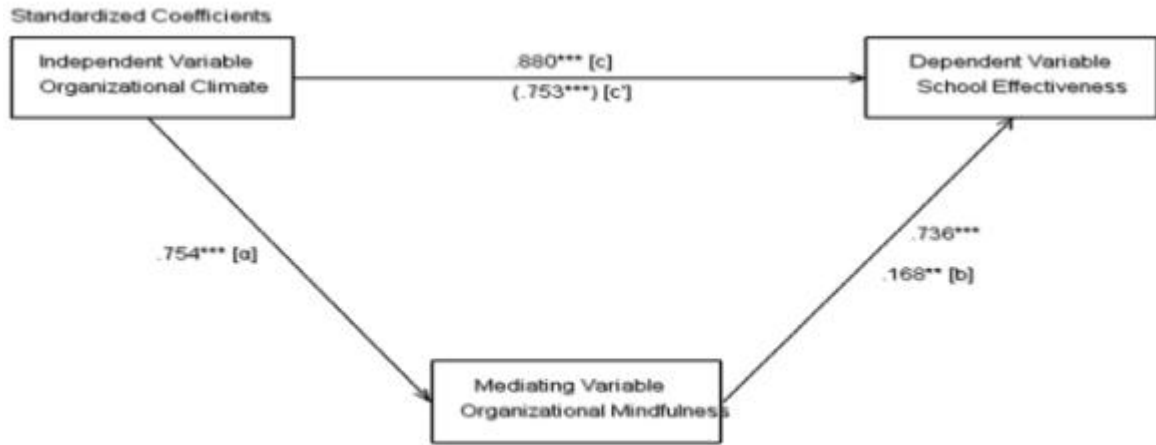 Standardized Coefficients
Independent Variable
Organizational Climate
.880*** [c]
(.753***) [c']
Dependent Variable
School Effectiveness
.754*** [a]
.736***
.168** [b]
Mediating Variable
Organizational Mindfulness